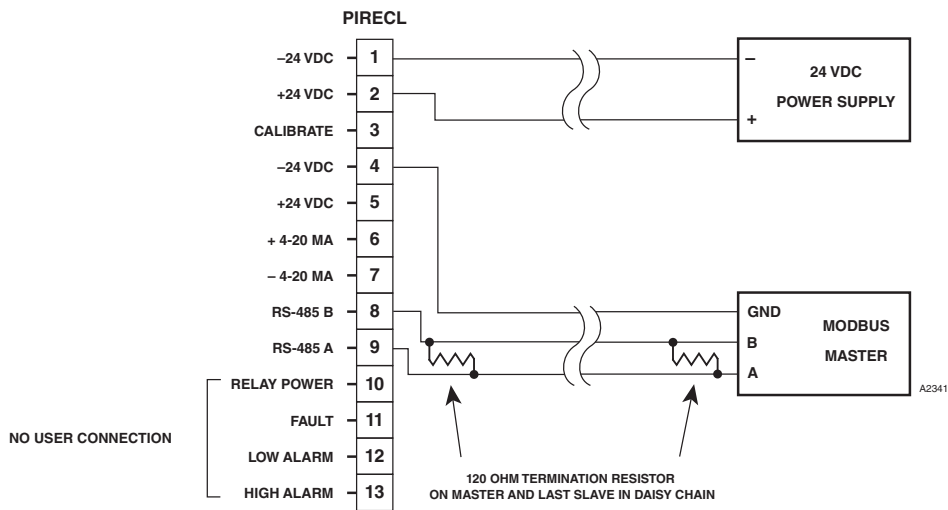 PIRECL
–24 VDC 1
+24 VDC 2
CALIBRATE 3
–24 VDC 4
+24 VDC 5
+ 4-20 MA 6
– 4-20 MA 7
RS-485 B 8
RS-485 A 9
RELAY POWER 10
FAULT 11
LOW ALARM 12
HIGH ALARM 13
NO USER CONNECTION
–
+
24 VDC
POWER SUPPLY
GND
B
A
MODBUS
MASTER
A2341
120 OHM TERMINATION RESISTOR
ON MASTER AND LAST SLAVE IN DAISY CHAIN